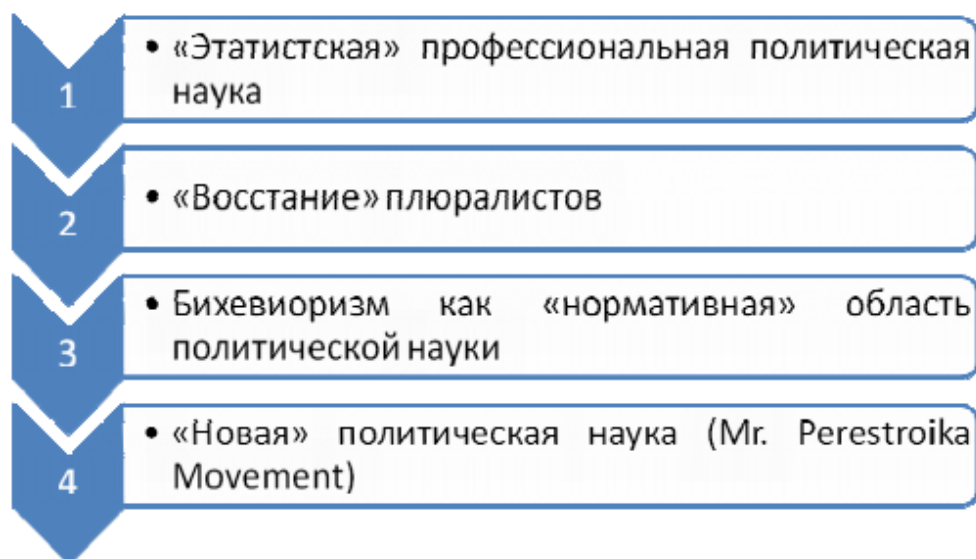 1
• «Этатистская» профессиональная политическая
наука
2
• «Восстание» плюралистов
3
• Бихевиоризм как «нормативная» область
политической науки
4
• «Новая» политическая наука (Mr. Perestroika
Movement)